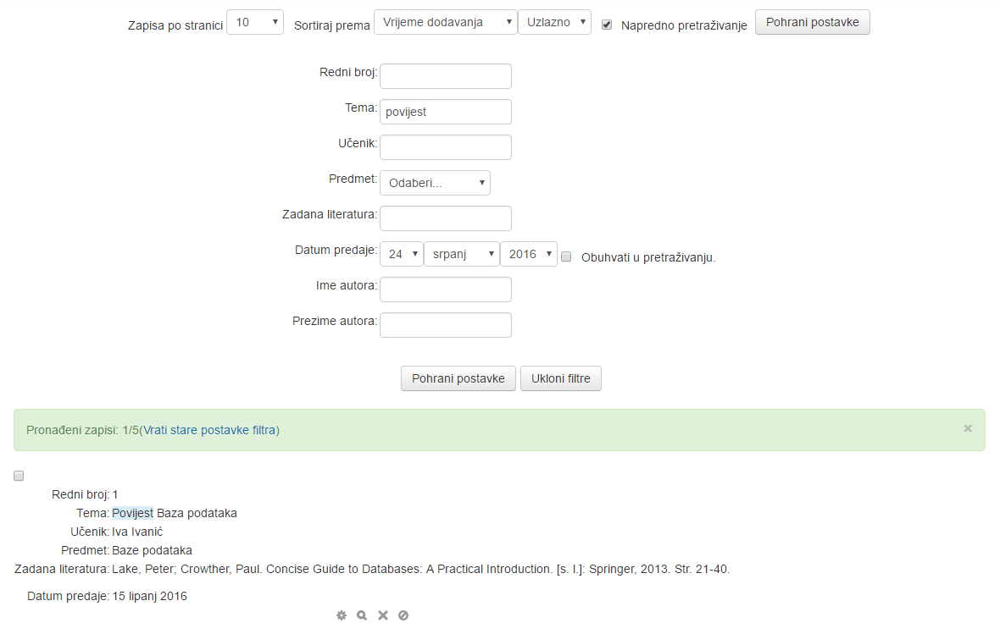 Zapisa po stranici 10 Sortiraj prema Vrijeme dodavanja Uzlazno Napredno pretraživanje Pohrani postavke
Redni broj:
Tema: povijest
Učenik:
Predmet: Odaberi...
Zadana literatura:
Datum predaje: 24 srpanj 2016 Obuhvati u pretraživanju.
Ime autora:
Prezime autora:
Pohrani postavke Ukloni filtre
Pronađeni zapisi: 1/5(Vrati stare postavke filtra)
Redni broj: 1
Tema: Povijest Baza podataka
Učenik: Iva Ivanić
Predmet: Baze podataka
Zadana literatura: Lake, Peter; Crowther, Paul. Concise Guide to Databases: A Practical Introduction. [s. l.]: Springer, 2013. Str. 21-40.
Datum predaje: 15 lipanj 2016